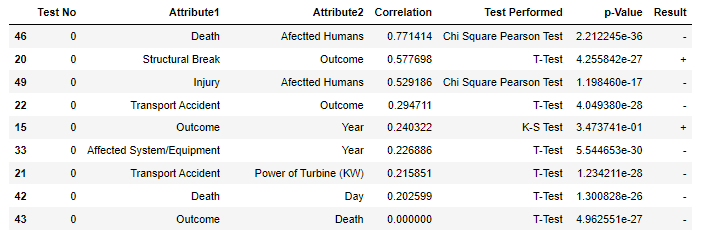 Test No Attribute1 Attribute2 Correlation Test Performed p-Value Result
46 0 Death Afectted Humans 0.771414 Chi Square Pearson Test 2.212245e-36 -
20 0 Structural Break Outcome 0.577698 T-Test 4.255842e-27 +
49 0 Injury Afectted Humans 0.529186 Chi Square Pearson Test 1.198460e-17 -
22 0 Transport Accident Outcome 0.294711 T-Test 4.049380e-28 -
15 0 Outcome Year 0.240322 K-S Test 3.473741e-01 +
33 0 Affected System/Equipment Year 0.226886 T-Test 5.544653e-30 -
21 0 Transport Accident Power of Turbine (KW) 0.215851 T-Test 1.234211e-28 -
42 0 Death Day 0.202599 T-Test 1.300828e-26 -
43 0 Outcome Death 0.000000 T-Test 4.962551e-27 -